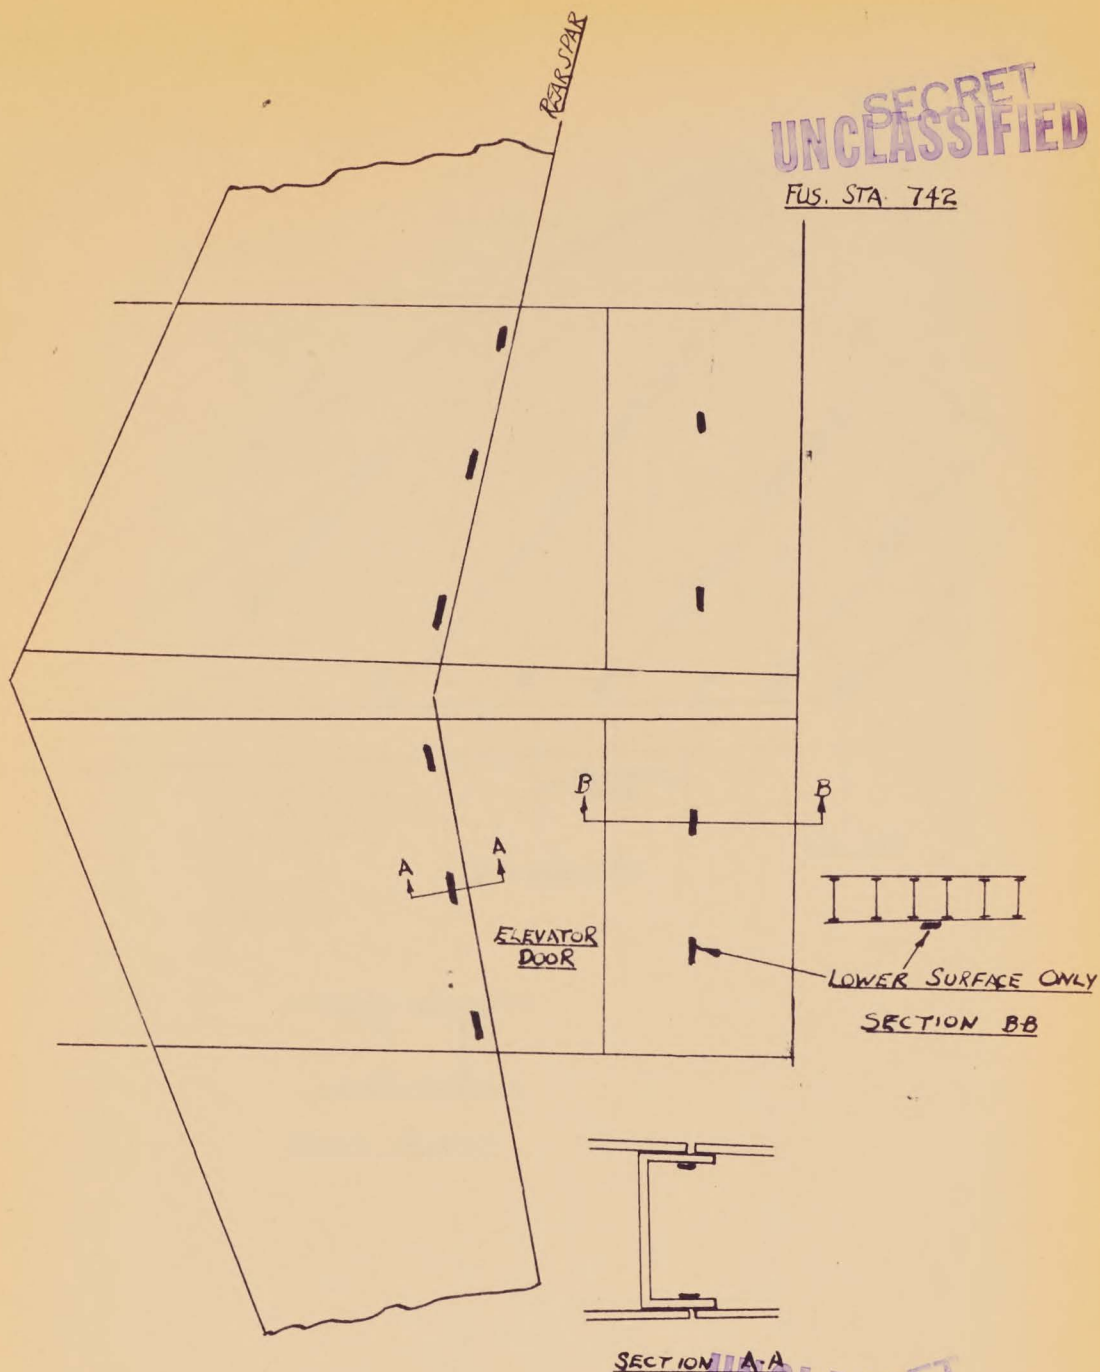 REAR SPAR
SECRET
UNCLASSIFIED
FUS. STA. 742
B B
A A
ELEVATOR
DOOR
LOWER SURFACE ONLY
SECTION BB
SECTION A-A